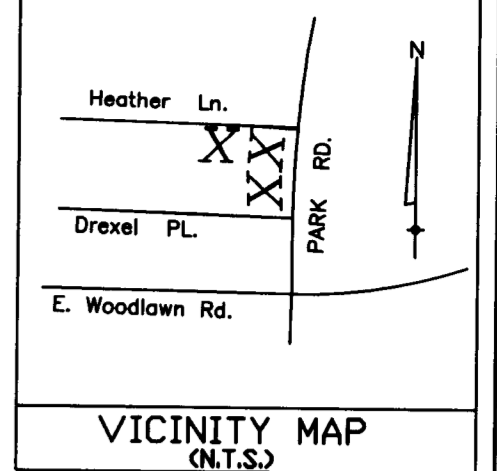 N
Heather Ln.
X
X
X
PARK RD.
Drexel PL.
E. Woodlawn Rd.
VICINITY MAP
(N.T.S.)